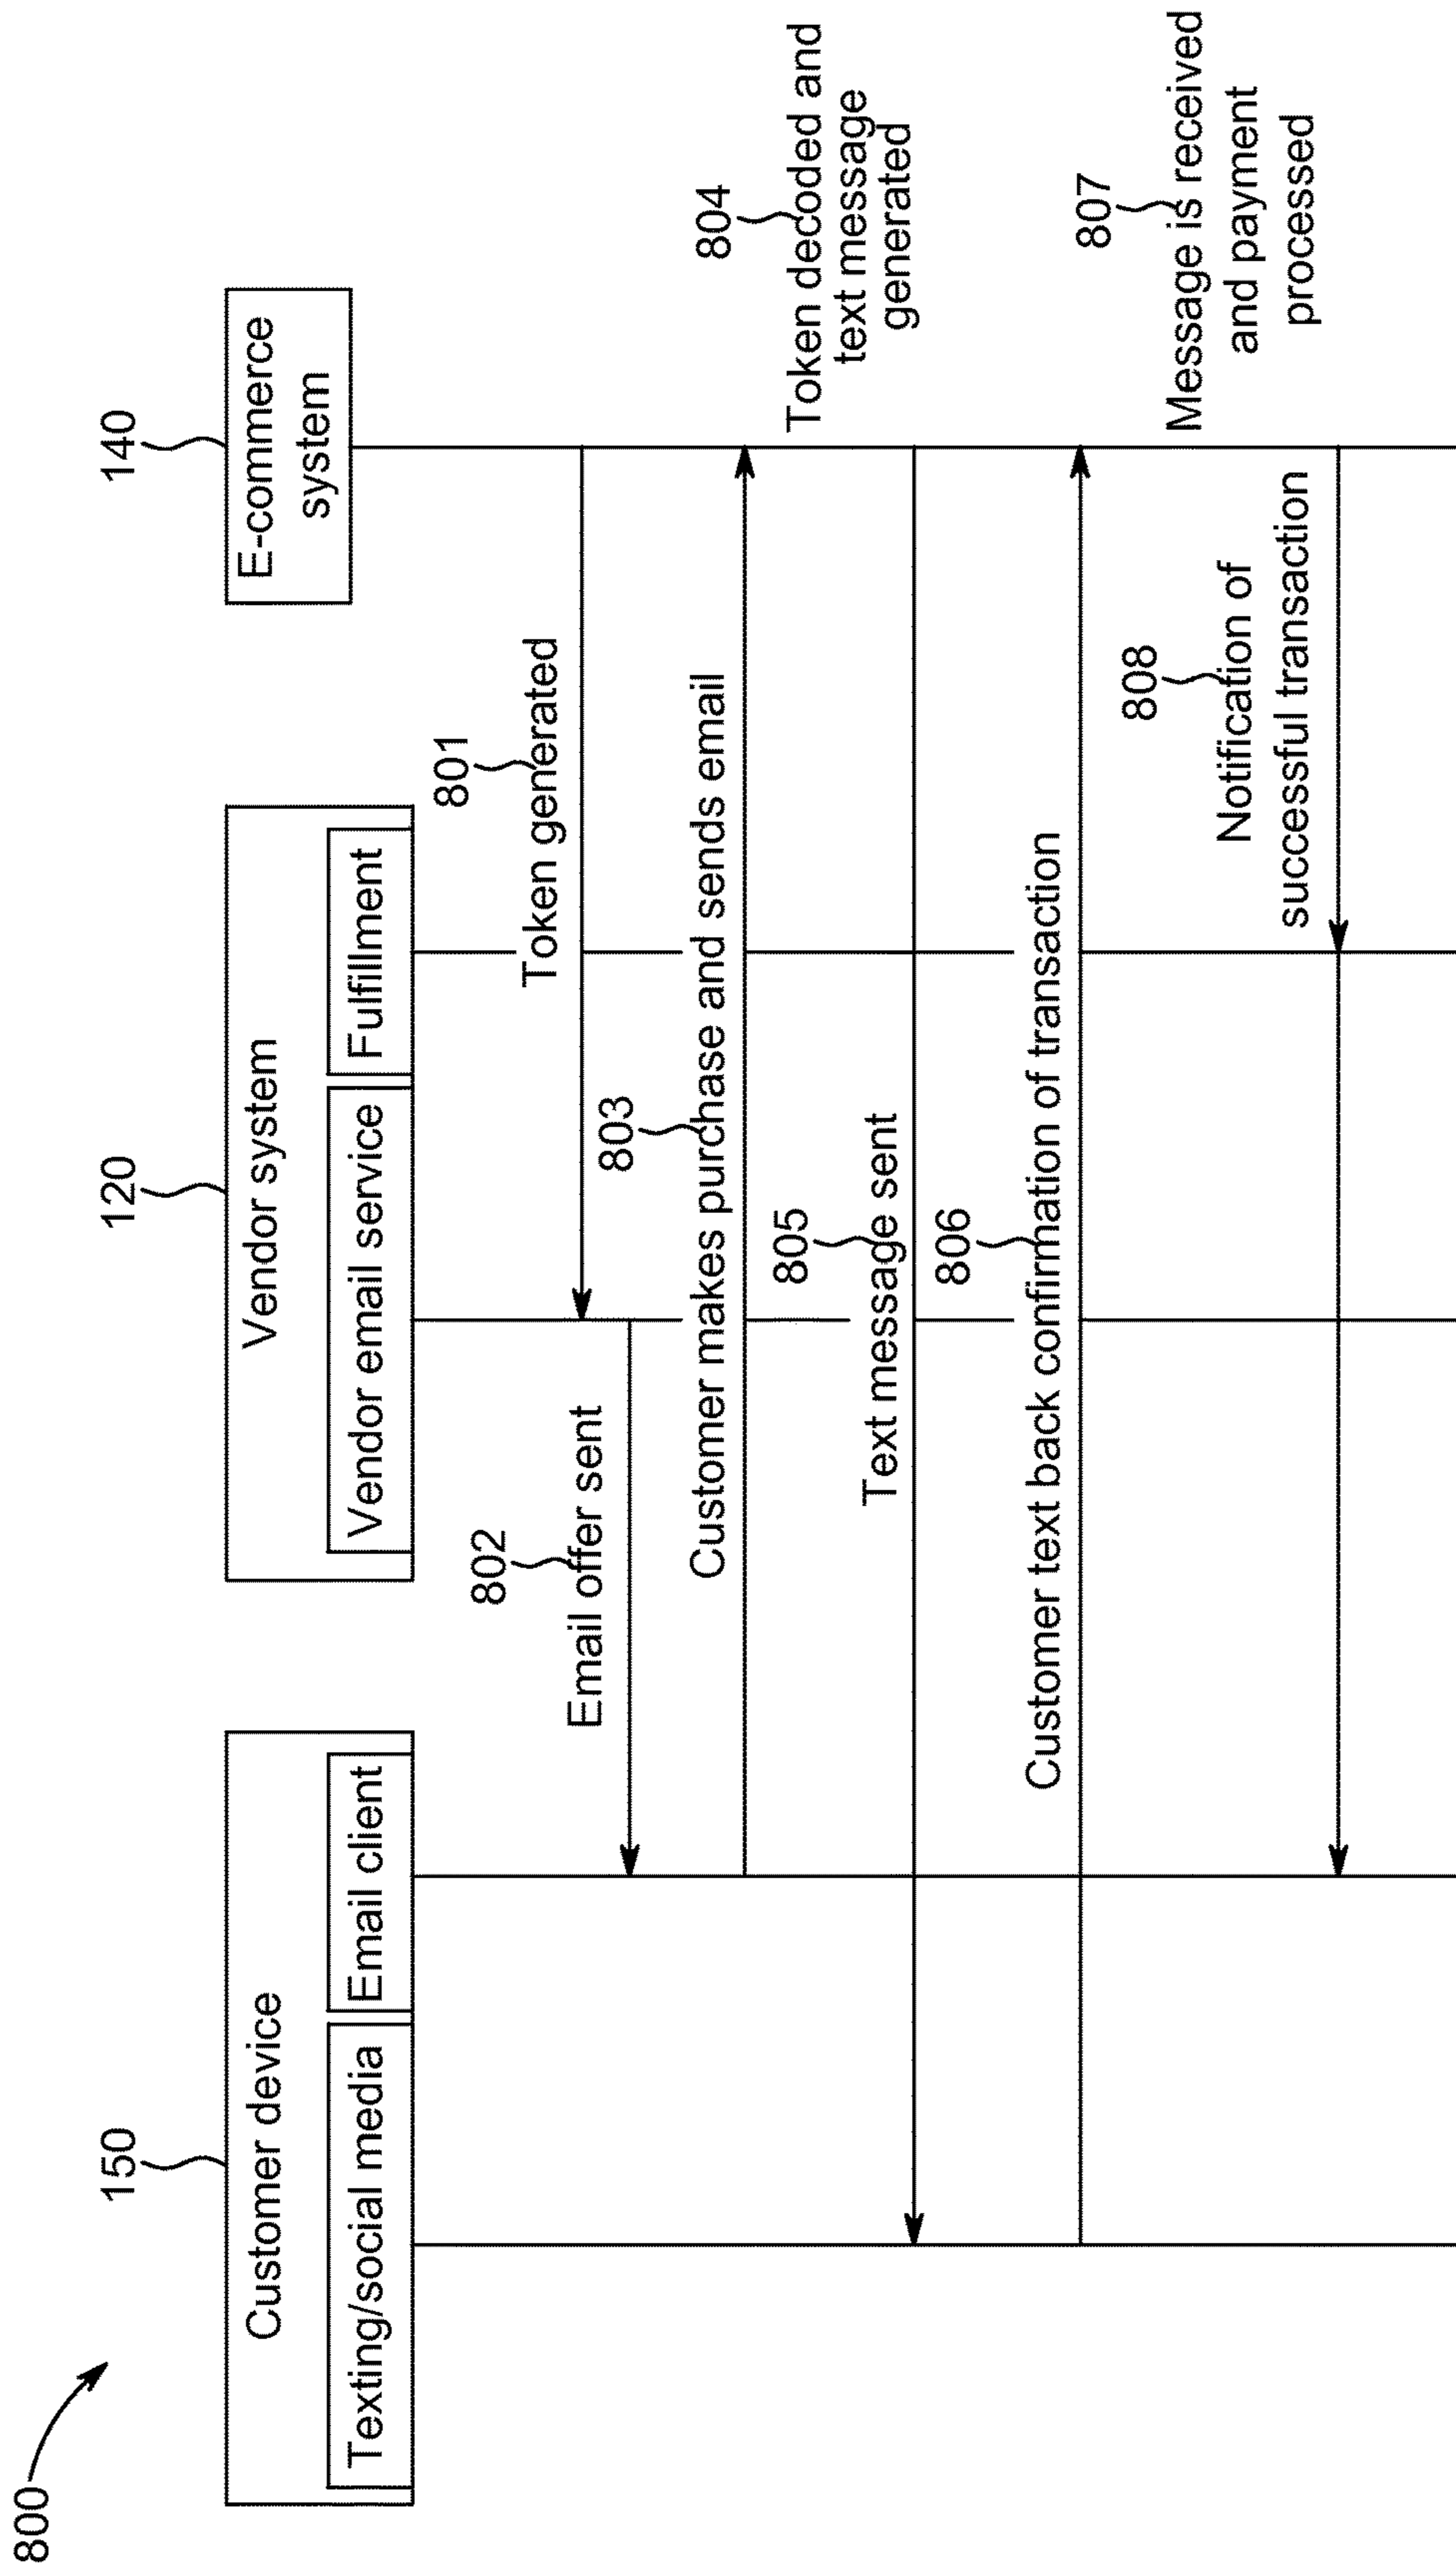 800
150
120
140
Customer device
Texting/social media
Email client
Vendor system
Vendor email service
Fulfillment
E-commerce
system
801
Token generated
802
Email offer sent
803
Customer makes purchase and sends email
804
Token decoded and
text message
generated
805
Text message sent
806
Customer text back confirmation of transaction
807
Message is received
and payment
processed
808
Notification of
successful transaction